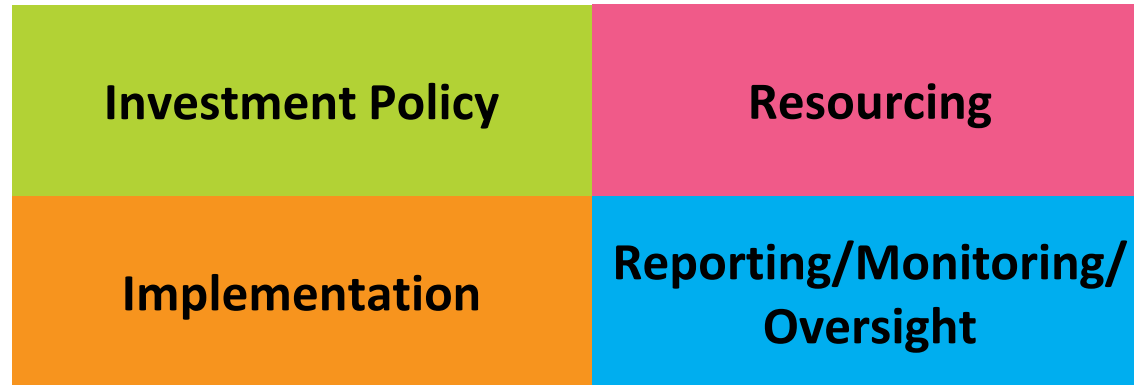 Investment Policy
Resourcing
Implementation
Reporting/Monitoring/
Oversight